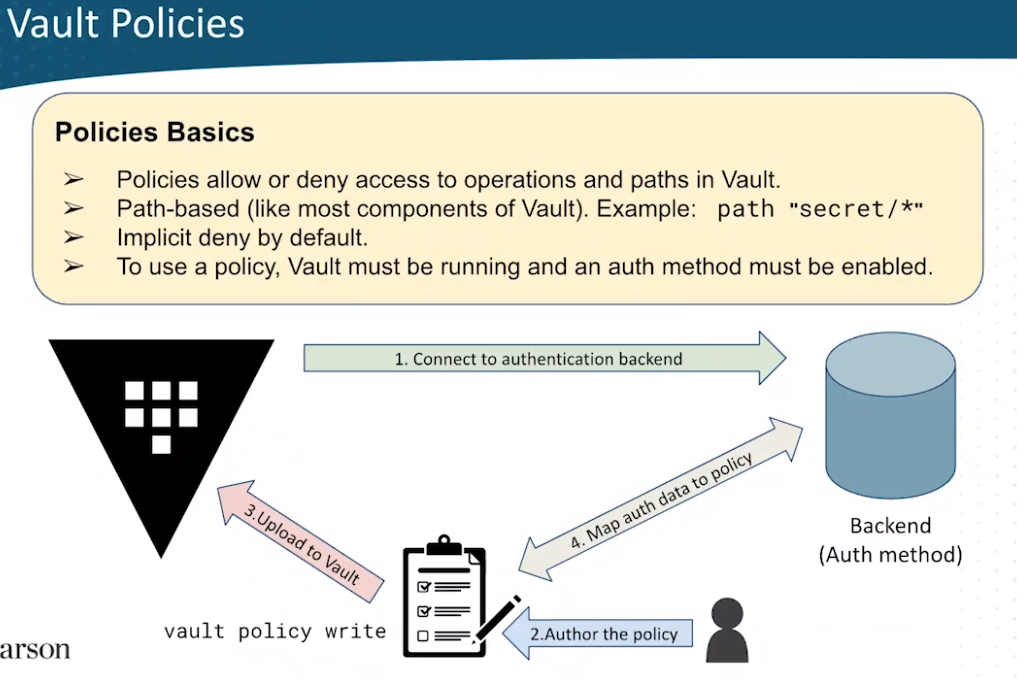 Vault Policies
Policies Basics
➢ Policies allow or deny access to operations and paths in Vault.
➢ Path-based (like most components of Vault). Example: path "secret/*"
➢ Implicit deny by default.
➢ To use a policy, Vault must be running and an auth method must be enabled.
1. Connect to authentication backend
4. Map auth data to policy
3.Upload to Vault
Backend
(Auth method)
vault policy write
2.Author the policy
arson